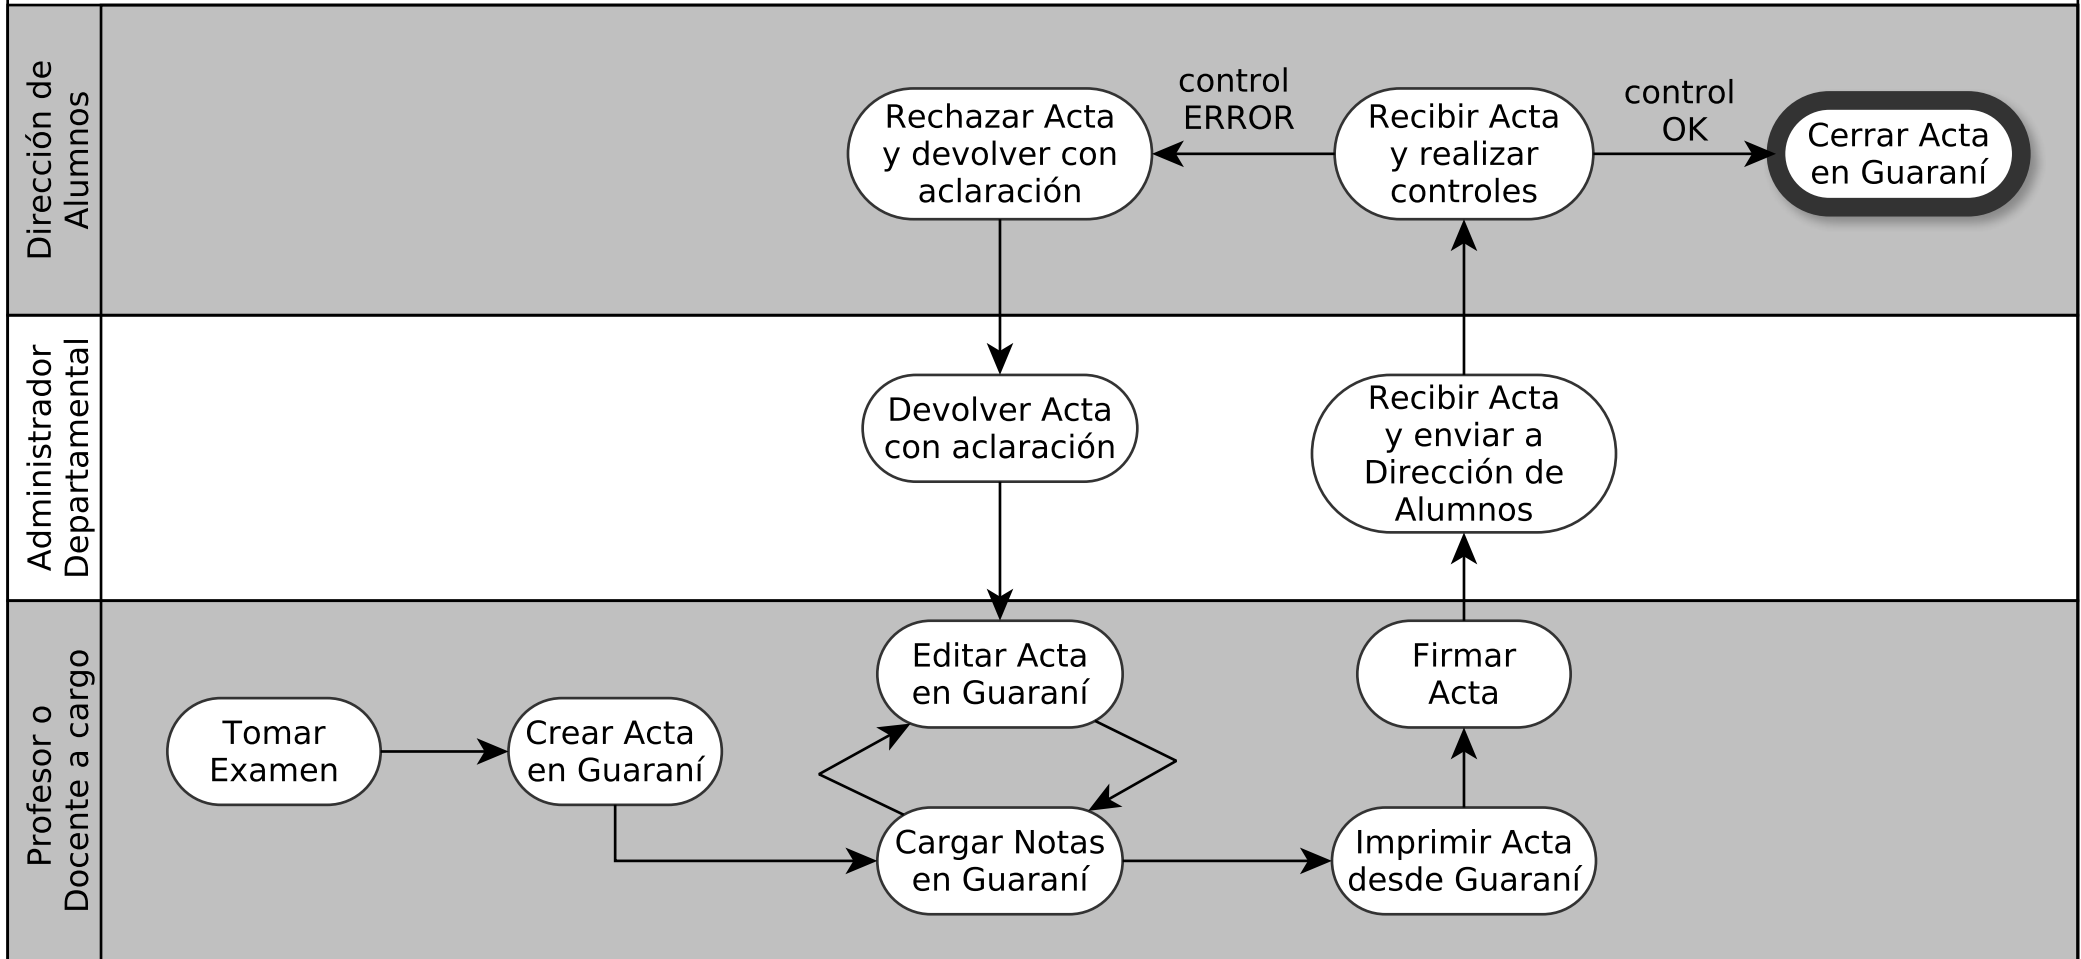 Dirección de
Alumnos
Rechazar Acta
y devolver con
aclaración
control
ERROR
Recibir Acta
y realizar
controles
control
OK
Cerrar Acta
en Guaraní
Administrador
Departamental
Devolver Acta
con aclaración
Recibir Acta
y enviar a
Dirección de
Alumnos
Profesor o
Docente a cargo
Tomar
Examen
Crear Acta
en Guaraní
Editar Acta
en Guaraní
Cargar Notas
en Guaraní
Firmar
Acta
Imprimir Acta
desde Guaraní